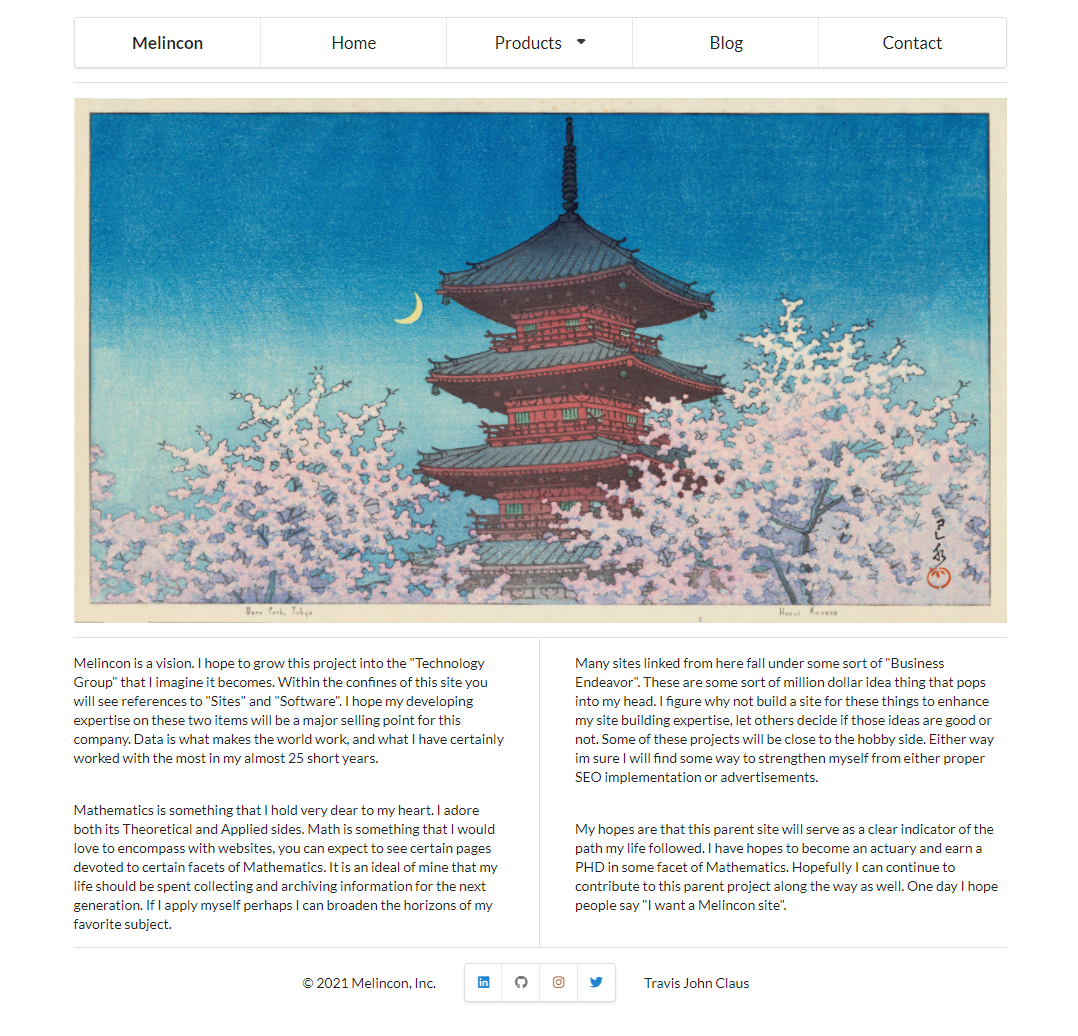 Melincon
Home
Products
Blog
Contact
Ueno Park, Tokyo
Hasui Kawase
巴水
Melincon is a vision. I hope to grow this project into the "Technology
Group" that I imagine it becomes. Within the confines of this site you
will see references to "Sites" and "Software". I hope my developing
expertise on these two items will be a major selling point for this
company. Data is what makes the world work, and what I have certainly
worked with the most in my almost 25 short years.
Mathematics is something that I hold very dear to my heart. I adore
both its Theoretical and Applied sides. Math is something that I would
love to encompass with websites, you can expect to see certain pages
devoted to certain facets of Mathematics. It is an ideal of mine that my
life should be spent collecting and archiving information for the next
generation. If I apply myself perhaps I can broaden the horizons of my
favorite subject.
Many sites linked from here fall under some sort of "Business
Endeavor". These are some sort of million dollar idea thing that pops
into my head. I figure why not build a site for these things to enhance
my site building expertise, let others decide if those ideas are good or
not. Some of these projects will be close to the hobby side. Either way
im sure I will find some way to strengthen myself from either proper
SEO implementation or advertisements.
My hopes are that this parent site will serve as a clear indicator of the
path my life followed. I have hopes to become an actuary and earn a
PHD in some facet of Mathematics. Hopefully I can continue to
contribute to this parent project along the way as well. One day I hope
people say "I want a Melincon site".
© 2021 Melincon, Inc.
Travis John Claus